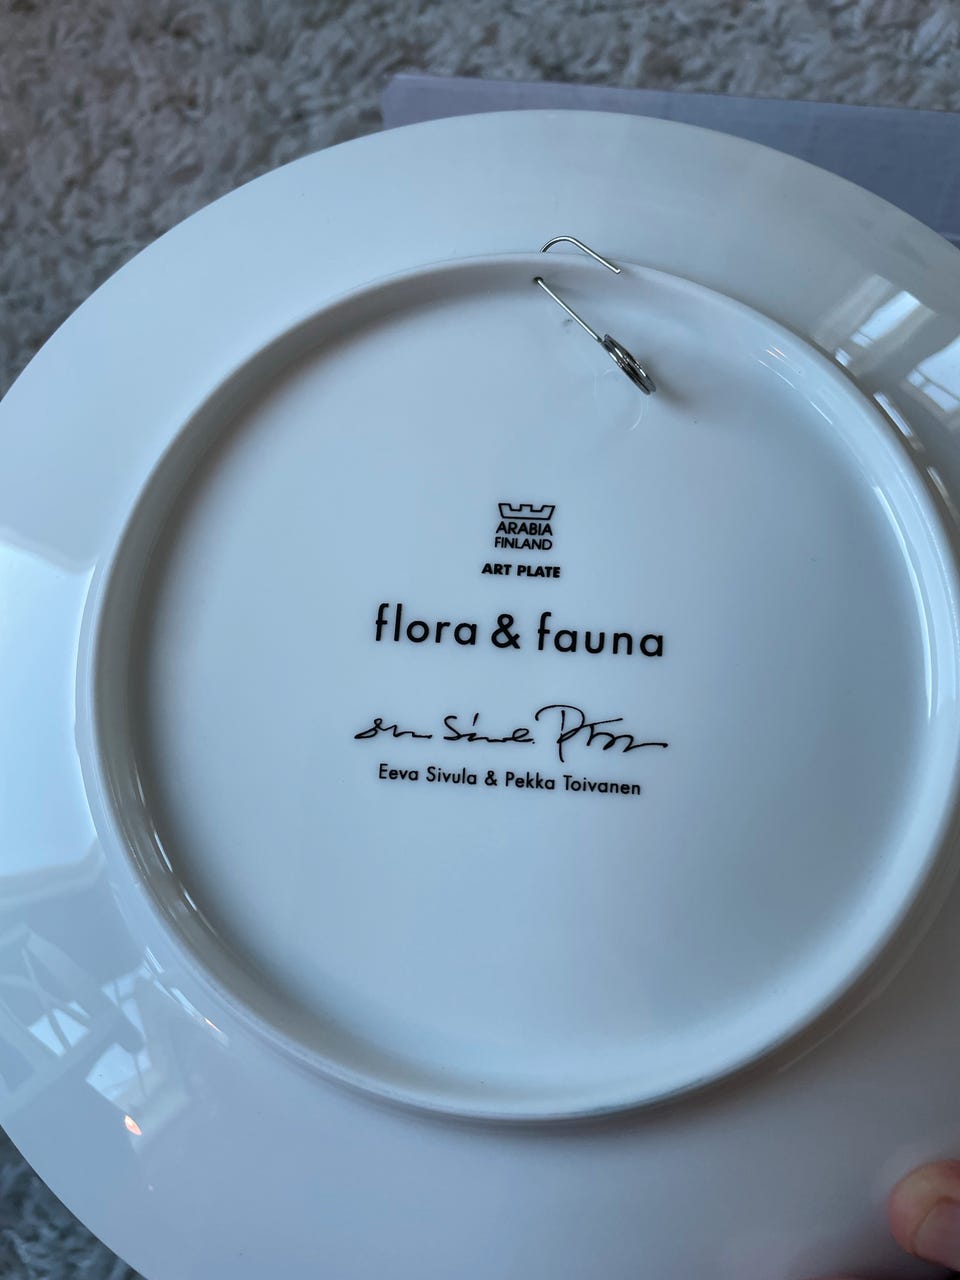 ARABIA
FINLAND
ART PLATE
flora & fauna
Eeva Sivula & Pekka Toivanen